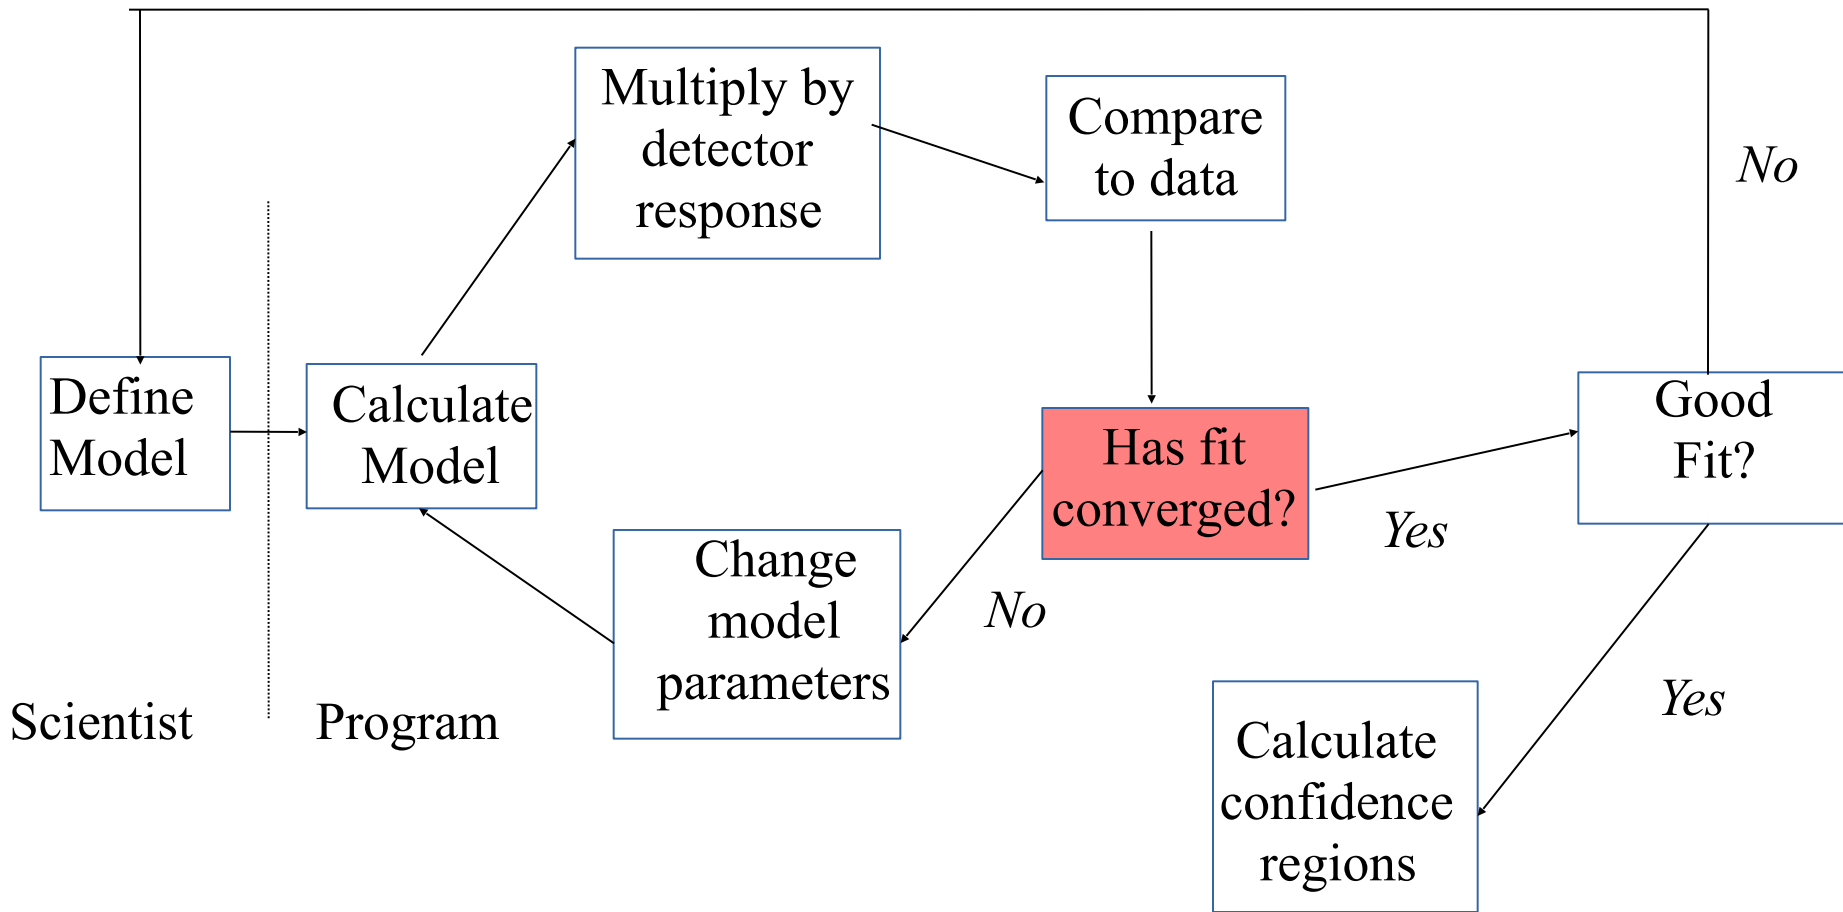 Multiply by
detector
response
Compare
to data
No
Define
Model
Calculate
Model
Has fit
converged?
Yes
Good
Fit?
Change
model
parameters
No
Scientist
Program
Yes
Calculate
confidence
regions